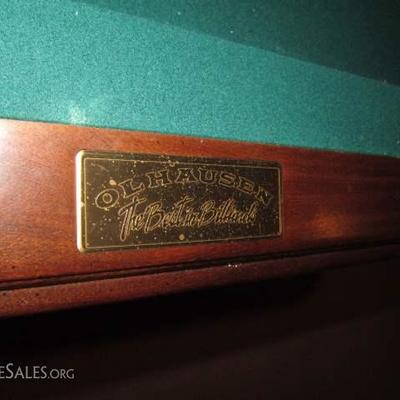 OLHAUSEN
The Best in Billiards
ESALES.ORG